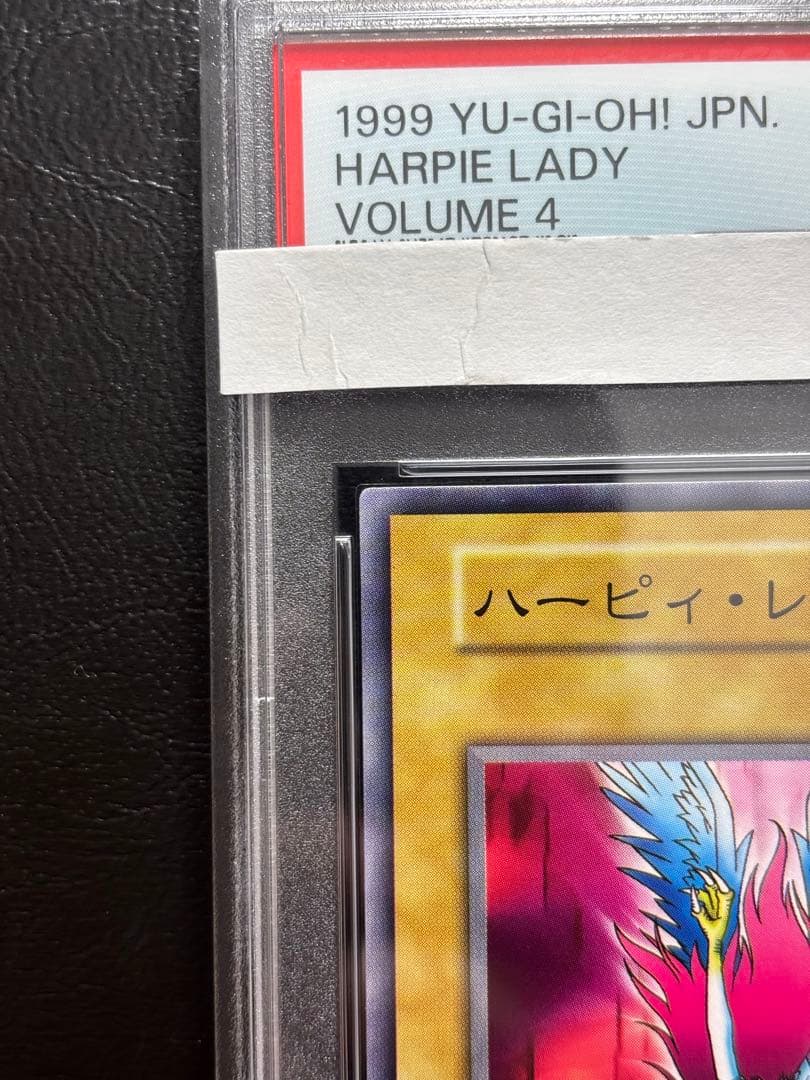 1999 YU-GI-OH! JPN.
HARPIE LADY
VOLUME 4
ハーピィ・レ